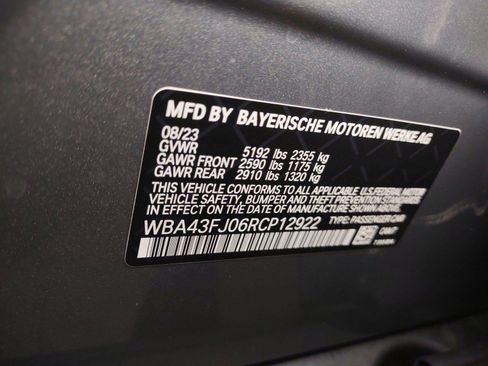 MFD BY BAYERISCHE MOTOREN WERKE AG
08/23
GVWR 5192 lbs 2355 kg
GAWR FRONT 2590 lbs 1175 kg
GAWR REAR 2910 lbs 1320 kg
THIS VEHICLE CONFORMS TO ALL APPLICABLE U.S. FEDERAL MOTOR
VEHICLE SAFETY, BUMPER, AND THEFT PREVENTION STANDARDS
IN EFFECT ON THE DATE OF MANUFACTURE SHOWN ABOVE.
WBA43FJ06RCP12922 TYPE: PASSENGER CAR